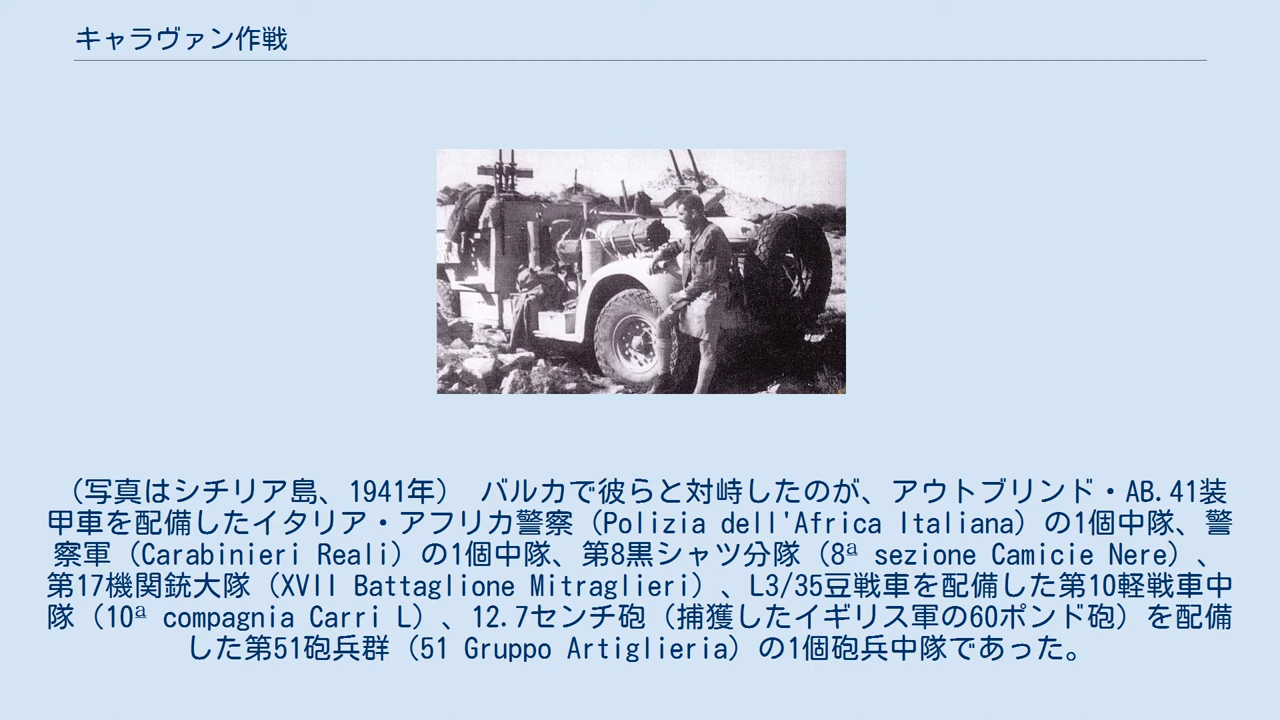 キャラヴァン作戦
（写真はシチリア島、1941年） バルカで彼らと対峙したのが、アウトブリンド・AB.41装
甲車を配備したイタリア・アフリカ警察（Polizia dell'Africa Italiana）の1個中隊、警
察軍（Carabinieri Reali）の1個中隊、第8黒シャツ分隊（8ª sezione Camicie Nere）、
第17機関銃大隊（XVII Battaglione Mitraglieri）、L3/35豆戦車を配備した第10軽戦車中
隊（10ª compagnia Carri L）、12.7センチ砲（捕獲したイギリス軍の60ポンド砲）を配備
した第51砲兵群（51 Gruppo Artiglieria）の1個砲兵中隊であった。